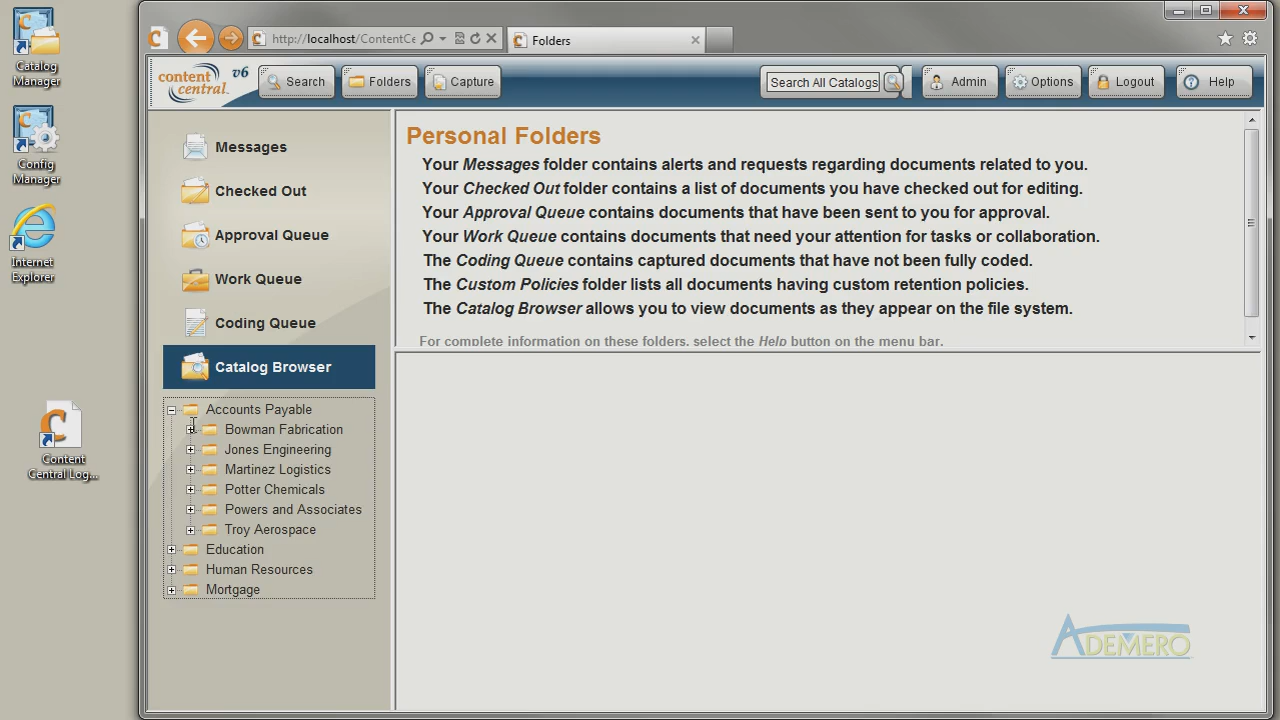 Catalog
Manager
Config
Manager
Internet
Explorer
Content
Central Log...
http://localhost/ContentCe
Folders
content
central.
v6
Search
Folders
Capture
Search All Catalogs
Admin
Options
Logout
Help
Messages
Checked Out
Approval Queue
Work Queue
Coding Queue
Catalog Browser
Accounts Payable
Bowman Fabrication
Jones Engineering
Martinez Logistics
Potter Chemicals
Powers and Associates
Troy Aerospace
Education
Human Resources
Mortgage
Personal Folders
Your Messages folder contains alerts and requests regarding documents related to you.
Your Checked Out folder contains a list of documents you have checked out for editing.
Your Approval Queue contains documents that have been sent to you for approval.
Your Work Queue contains documents that need your attention for tasks or collaboration.
The Coding Queue contains captured documents that have not been fully coded.
The Custom Policies folder lists all documents having custom retention policies.
The Catalog Browser allows you to view documents as they appear on the file system.
For complete information on these folders, select the Help button on the menu bar.
ADEMERO